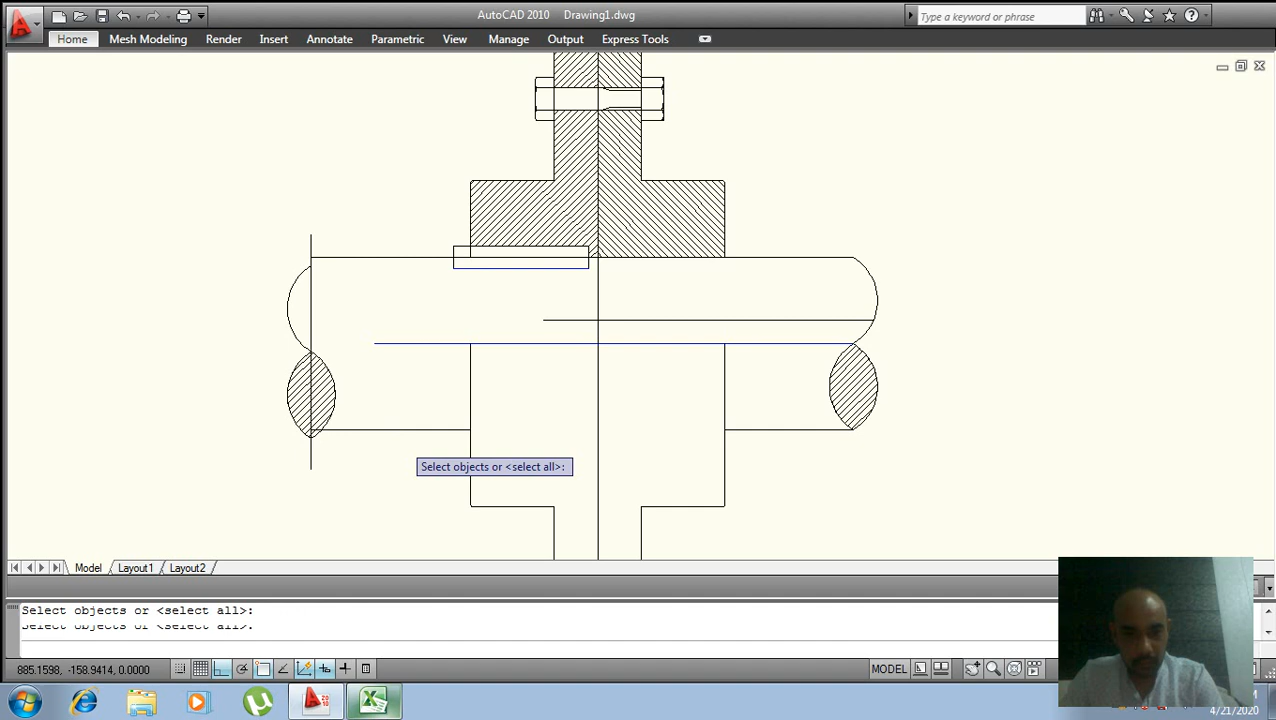 AutoCAD 2010 Drawing1.dwg
Type a keyword or phrase
Home Mesh Modeling Render Insert Annotate Parametric View Manage Output Express Tools
Select objects or <select all>:
Model Layout1 Layout2
Select objects or <select all>:
Select objects or <select all>:
885.1598, -158.9414, 0.0000 MODEL
4/21/2020